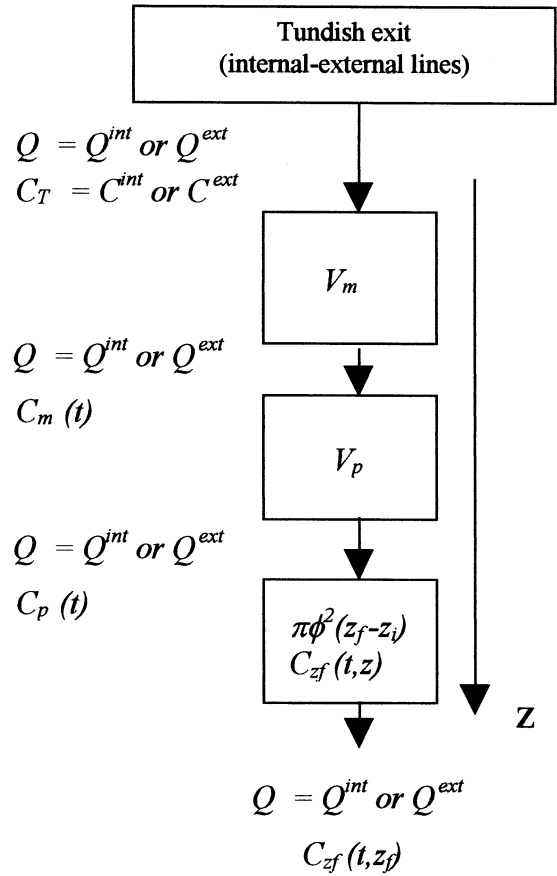 Tundish exit
(internal-external lines)
Q = Q^int or Q^ext
C_T = C^int or C^ext
V_m
Q = Q^int or Q^ext
C_m (t)
V_p
Q = Q^int or Q^ext
C_p (t)
πϕ²(z_f-z_i)
C_zf (t,z)
Z
Q = Q^int or Q^ext
C_zf (t,z_f)